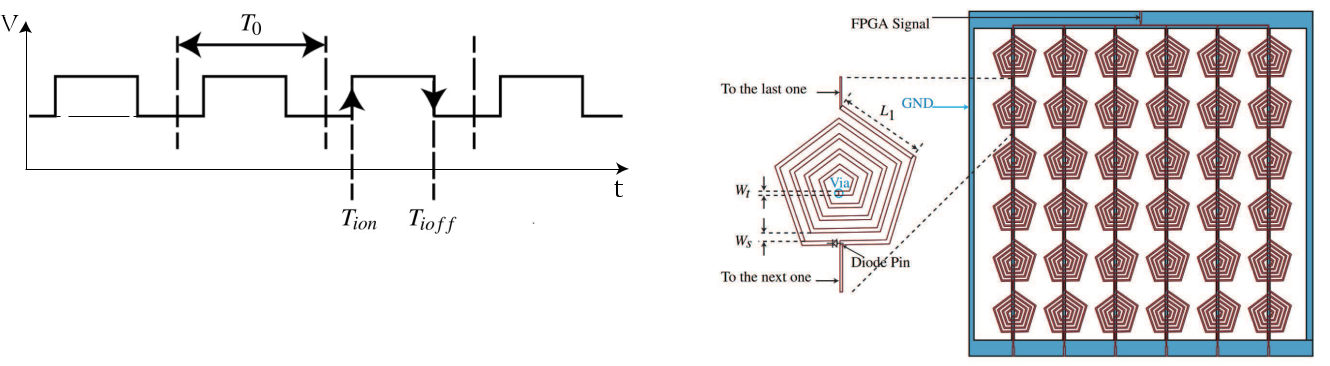 V
T0
t
Tion
Tioff
FPGA Signal
To the last one
GND
L1
Via
Wt
Ws
Diode Pin
To the next one